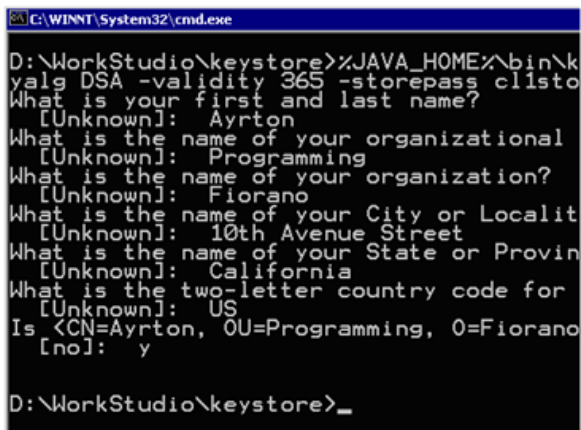 C:\WINNT\System32\cmd.exe
D:\WorkStudio\keystore>%JAVA_HOME%\bin\k
yalg DSA -validity 365 -storepass cl1sto
What is your first and last name?
[Unknown]: Ayrton
What is the name of your organizational
[Unknown]: Programming
What is the name of your organization?
[Unknown]: Fiorano
What is the name of your City or Localit
[Unknown]: 10th Avenue Street
What is the name of your State or Provin
[Unknown]: California
What is the two-letter country code for
[Unknown]: US
Is <CN=Ayrton, OU=Programming, O=Fiorano
[no]: y
D:\WorkStudio\keystore>_